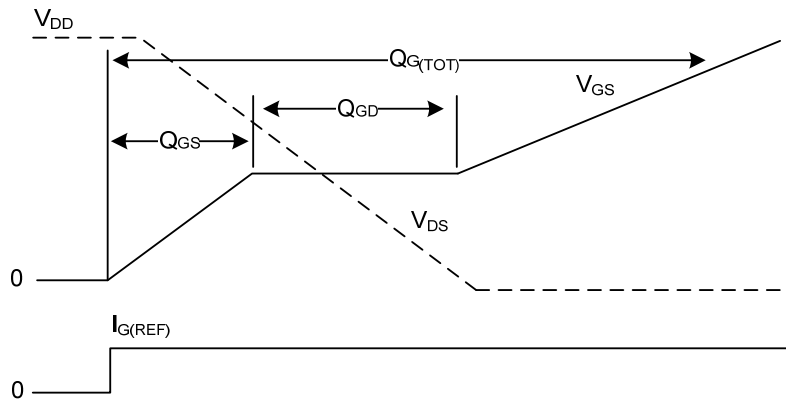 VDD
QG(TOT)
VGS
QGD
QGS
VDS
0
IG(REF)
0